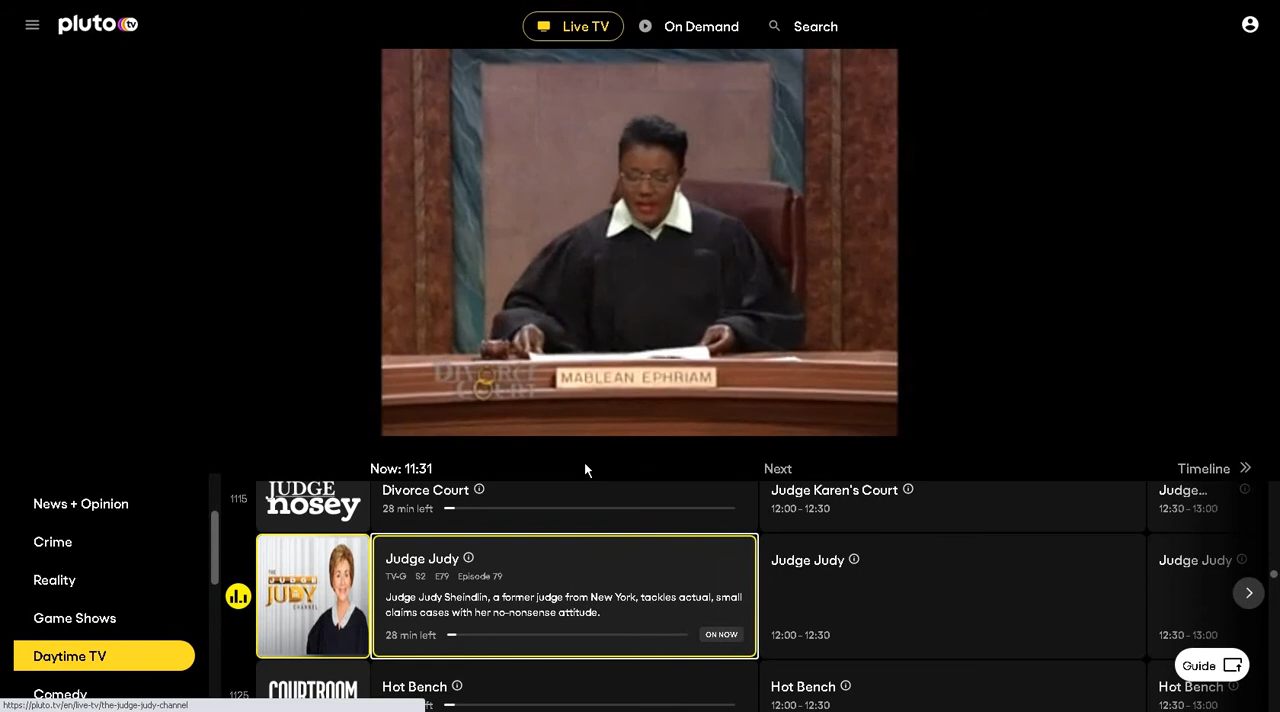 pluto tv
Live TV
On Demand
Search
DIVORCE
COURT
MABLEAN EPHRIAM
Now: 11:31
Next
Timeline
News + Opinion
Crime
Reality
Game Shows
Daytime TV
Comedy
1115
JUDGE
nosey
Divorce Court
28 min left
Judge Karen's Court
12:00 - 12:30
Judge...
12:30 - 13:00
THE
JUDGE
JUDY
CHANNEL
Judge Judy
TV-G S2 E79 Episode 79
Judge Judy Sheindlin, a former judge from New York, tackles actual, small
claims cases with her no-nonsense attitude.
28 min left
ON NOW
Judge Judy
12:00 - 12:30
Judge Judy
12:30 - 13:00
Guide
1125
COURTROOM
Hot Bench
ft
Hot Bench
12:00 - 12:30
Hot Bench
12:30 - 13:00
https://pluto.tv/en/live-tv/the-judge-judy-channel